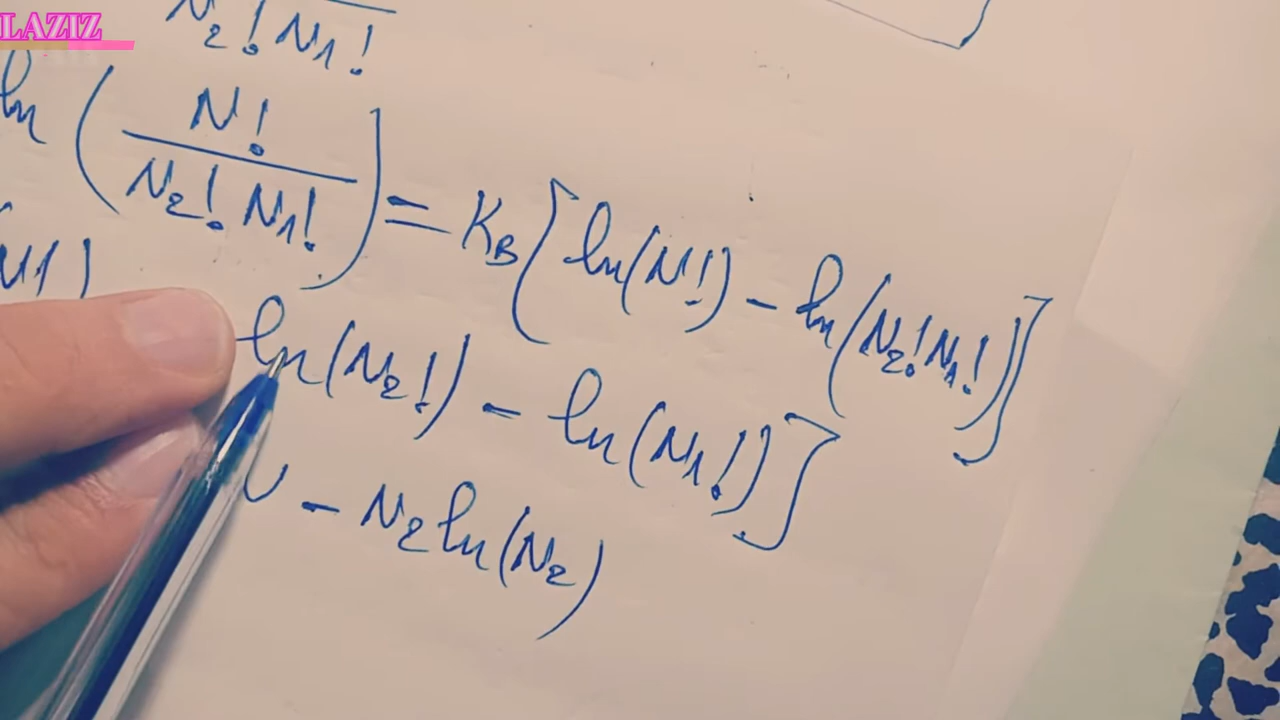 LAZIZ
N₂! N₁!
ln ( N! / N₂! N₁! ) = K_B [ ln(N!) - ln(N₂! N₁!) ]
ln(N₂!) - ln(N₁!) ]
- N₂ ln(N₂)